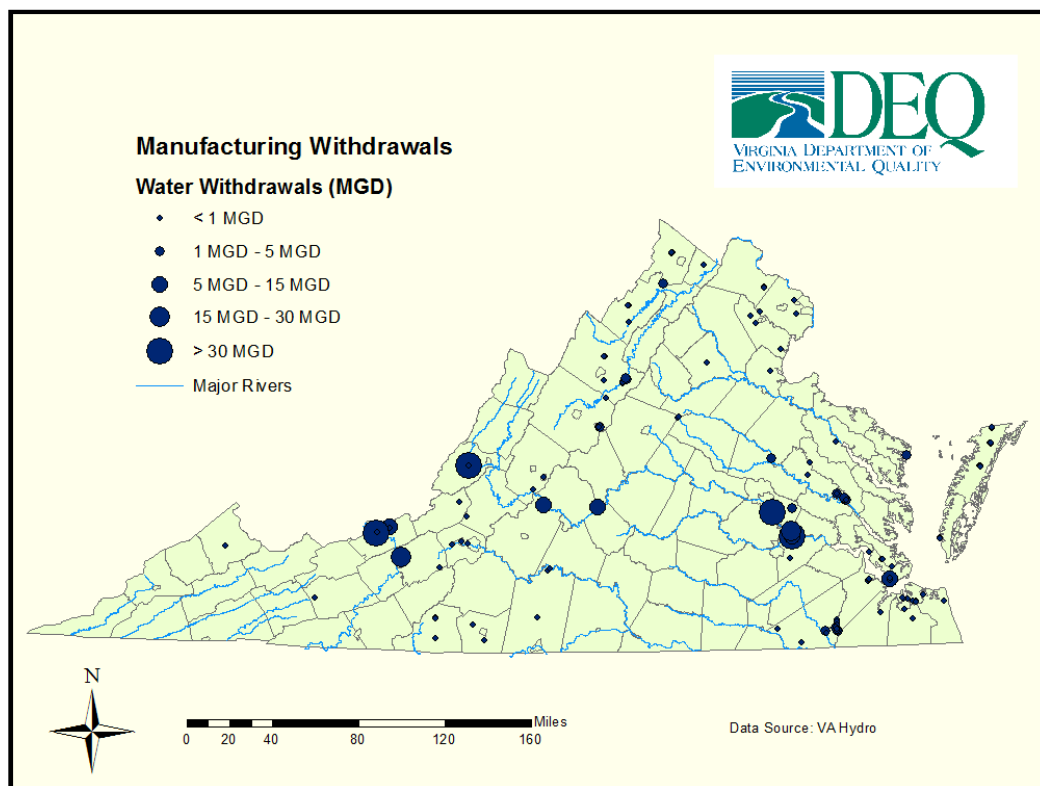 DEQ
VIRGINIA DEPARTMENT OF
ENVIRONMENTAL QUALITY
Manufacturing Withdrawals
Water Withdrawals (MGD)
< 1 MGD
1 MGD - 5 MGD
5 MGD - 15 MGD
15 MGD - 30 MGD
> 30 MGD
Major Rivers
N
Miles
0 20 40 80 120 160
Data Source: VA Hydro